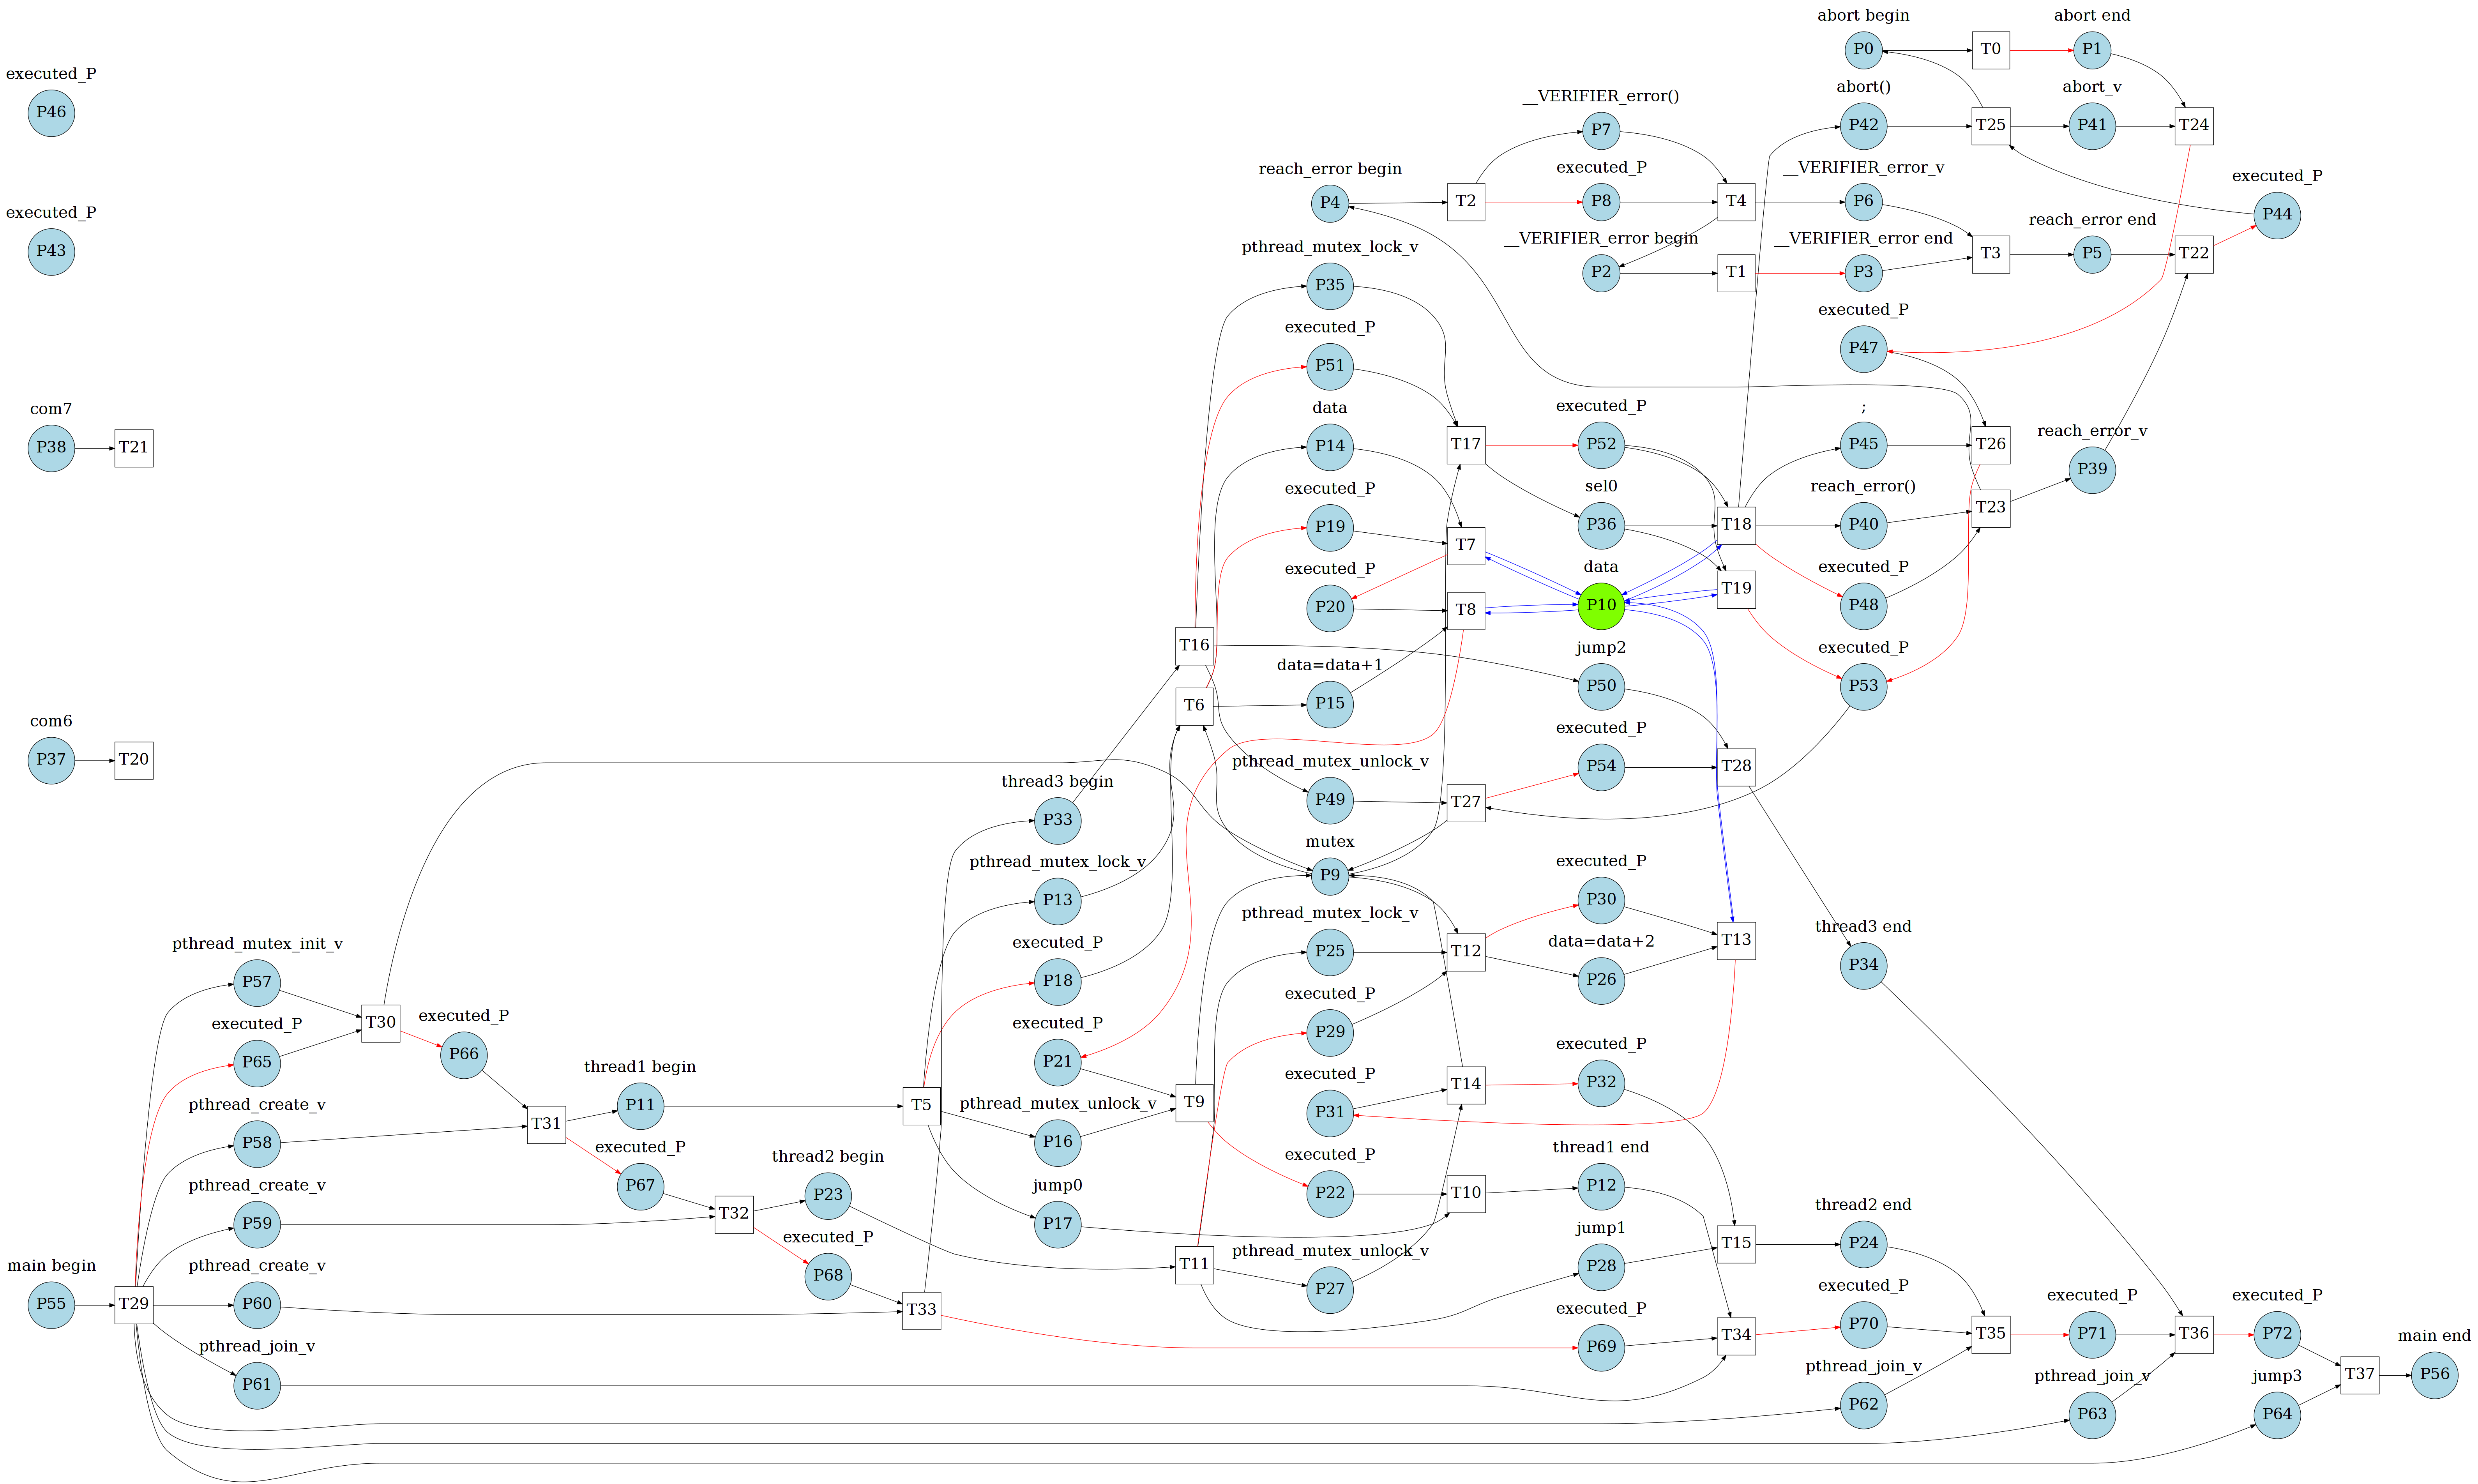 abort begin
abort end
P0
T0
P1
executed_P
P46
abort()
abort_v
P42
T25
P41
T24
__VERIFIER_error()
P7
reach_error begin
executed_P
__VERIFIER_error_v
executed_P
P4
T2
P8
T4
P6
P44
executed_P
P43
__VERIFIER_error begin
__VERIFIER_error end
reach_error end
P2
T1
P3
T3
P5
T22
pthread_mutex_lock_v
P35
executed_P
P51
executed_P
P47
com7
P38
T21
data
P14
T17
executed_P
P52
;
P45
T26
reach_error_v
P39
executed_P
P19
T7
sel0
P36
T18
reach_error()
P40
T23
executed_P
P20
T8
data
P10
T19
executed_P
P48
T16
T6
data=data+1
P15
jump2
P50
executed_P
P53
com6
P37
T20
thread3 begin
P33
pthread_mutex_unlock_v
P49
T27
executed_P
P54
T28
pthread_mutex_lock_v
P13
mutex
P9
executed_P
P30
pthread_mutex_init_v
P57
executed_P
P18
pthread_mutex_lock_v
P25
T12
data=data+2
P26
T13
thread3 end
P34
executed_P
P65
T30
executed_P
P66
executed_P
P21
executed_P
P29
executed_P
P32
pthread_create_v
P58
T31
thread1 begin
P11
T5
pthread_mutex_unlock_v
P16
T9
executed_P
P31
T14
pthread_create_v
P59
executed_P
P67
T32
thread2 begin
P23
jump0
P17
executed_P
P22
T10
thread1 end
P12
main begin
P55
T29
pthread_create_v
P60
executed_P
P68
T33
T11
pthread_mutex_unlock_v
P27
jump1
P28
T15
thread2 end
P24
pthread_join_v
P61
executed_P
P69
T34
executed_P
P70
T35
executed_P
P71
T36
executed_P
P72
main end
pthread_join_v
P62
pthread_join_v
P63
jump3
P64
T37
P56